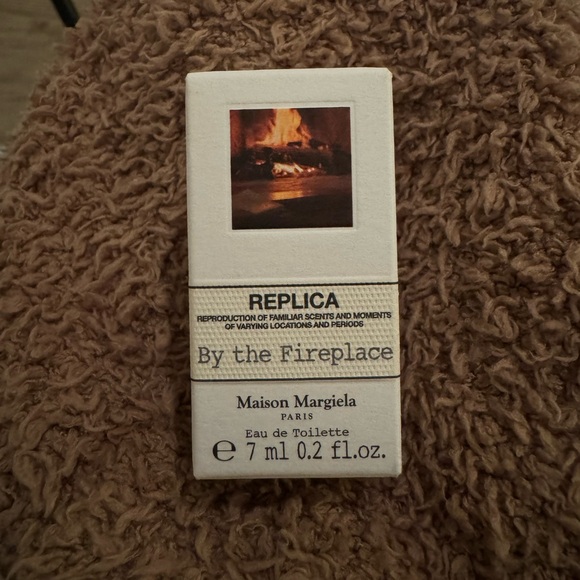 REPLICA
REPRODUCTION OF FAMILIAR SCENTS AND MOMENTS
OF VARYING LOCATIONS AND PERIODS
By the Fireplace
Maison Margiela
PARIS
Eau de Toilette
℮ 7 ml 0.2 fl.oz.